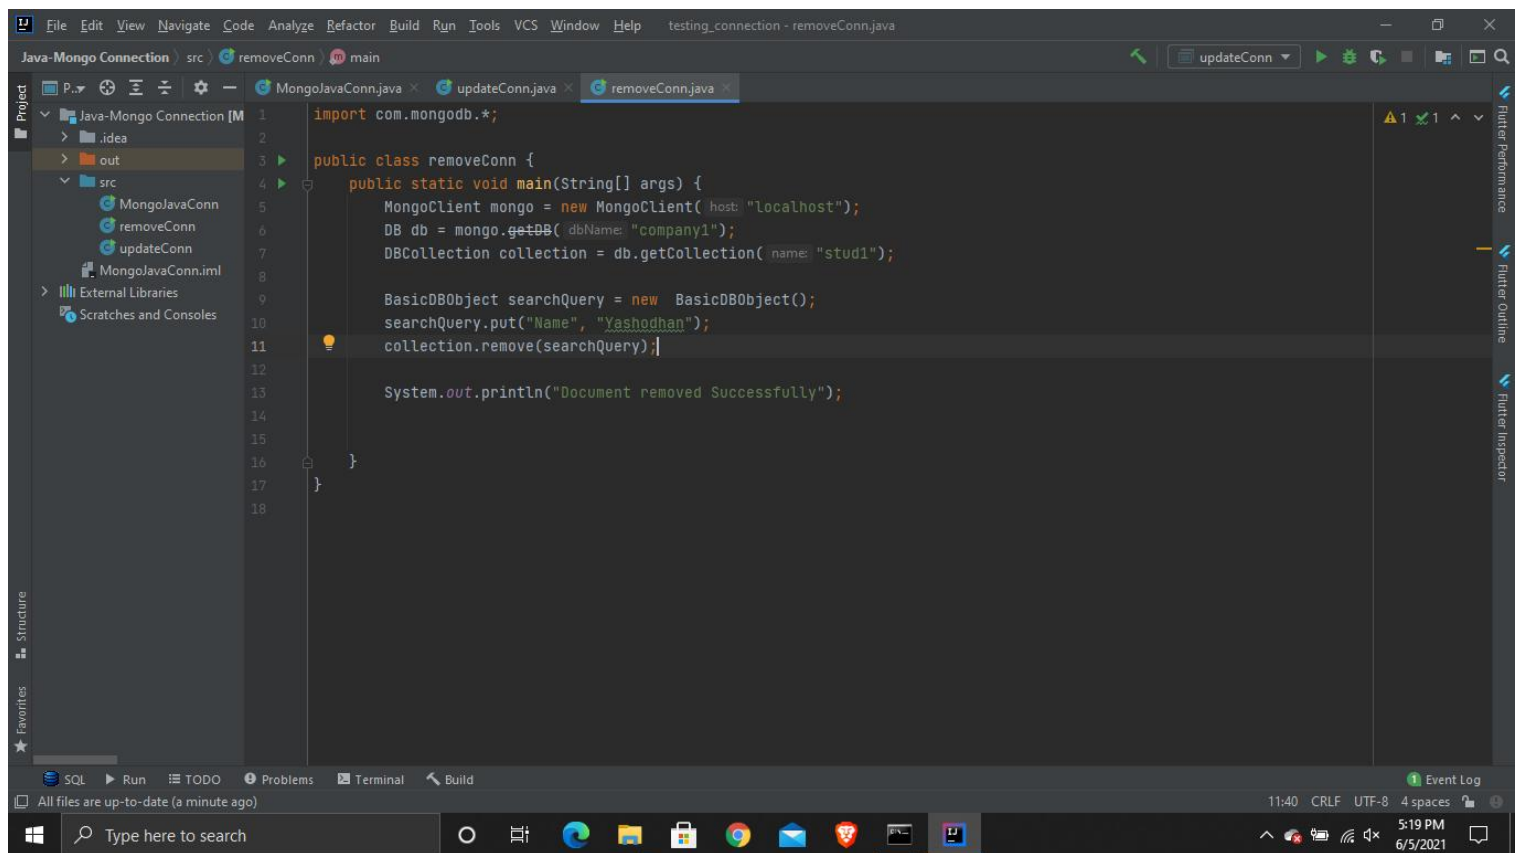 File Edit View Navigate Code Analyze Refactor Build Run Tools VCS Window Help testing_connection - removeConn.java
Java-Mongo Connection src removeConn main updateConn
P.. MongoJavaConn.java updateConn.java removeConn.java
Project
Java-Mongo Connection [M
.idea
out
src
MongoJavaConn
removeConn
updateConn
MongoJavaConn.iml
External Libraries
Scratches and Consoles
1 import com.mongodb.*;
2
3 public class removeConn {
4 public static void main(String[] args) {
5 MongoClient mongo = new MongoClient( host: "localhost");
6 DB db = mongo.getDB( dbName: "company1");
7 DBCollection collection = db.getCollection( name: "stud1");
8
9 BasicDBObject searchQuery = new  BasicDBObject();
10 searchQuery.put("Name", "Yashodhan");
11 collection.remove(searchQuery);
12
13 System.out.println("Document removed Successfully");
14
15
16 }
17 }
18
1 1
Flutter Performance
Flutter Outline
Flutter Inspector
Structure
Favorites
SQL Run TODO Problems Terminal Build 1 Event Log
All files are up-to-date (a minute ago) 11:40 CRLF UTF-8 4 spaces
Type here to search
5:19 PM
6/5/2021